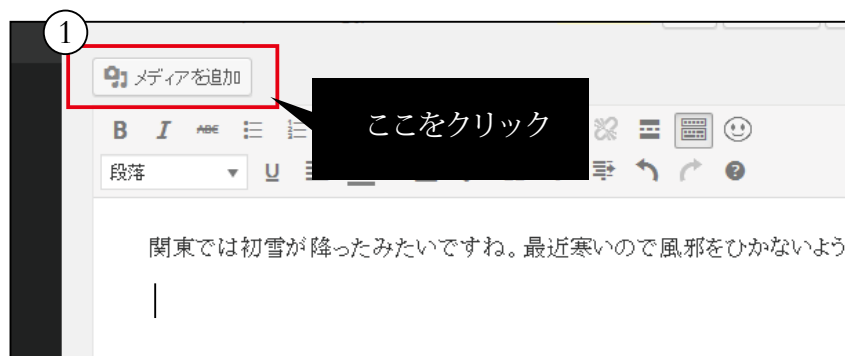 1
メディアを追加
ここをクリック
B I ABE
段落 U
関東では初雪が降ったみたいですね。最近寒いので風邪をひかないよう